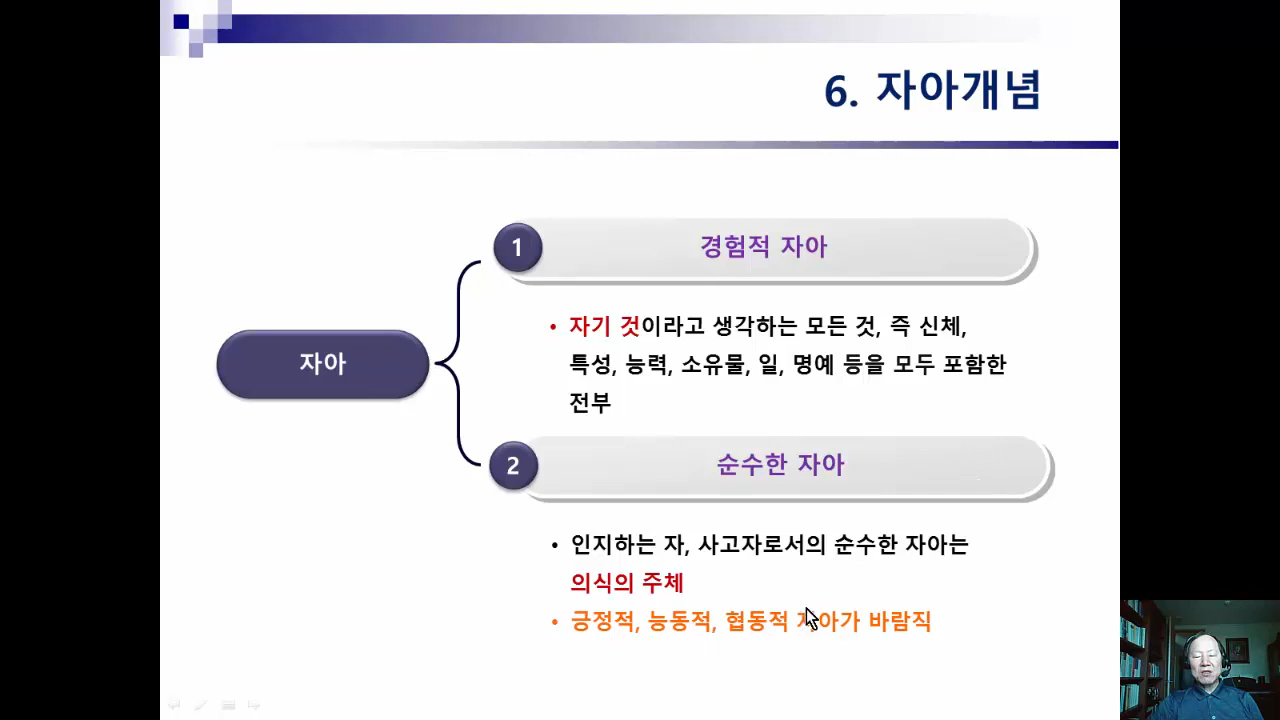 6. 자아개념
자아
1
경험적 자아
• 자기 것이라고 생각하는 모든 것, 즉 신체,
특성, 능력, 소유물, 일, 명예 등을 모두 포함한
전부
2
순수한 자아
• 인지하는 자, 사고자로서의 순수한 자아는
의식의 주체
• 긍정적, 능동적, 협동적 자아가 바람직